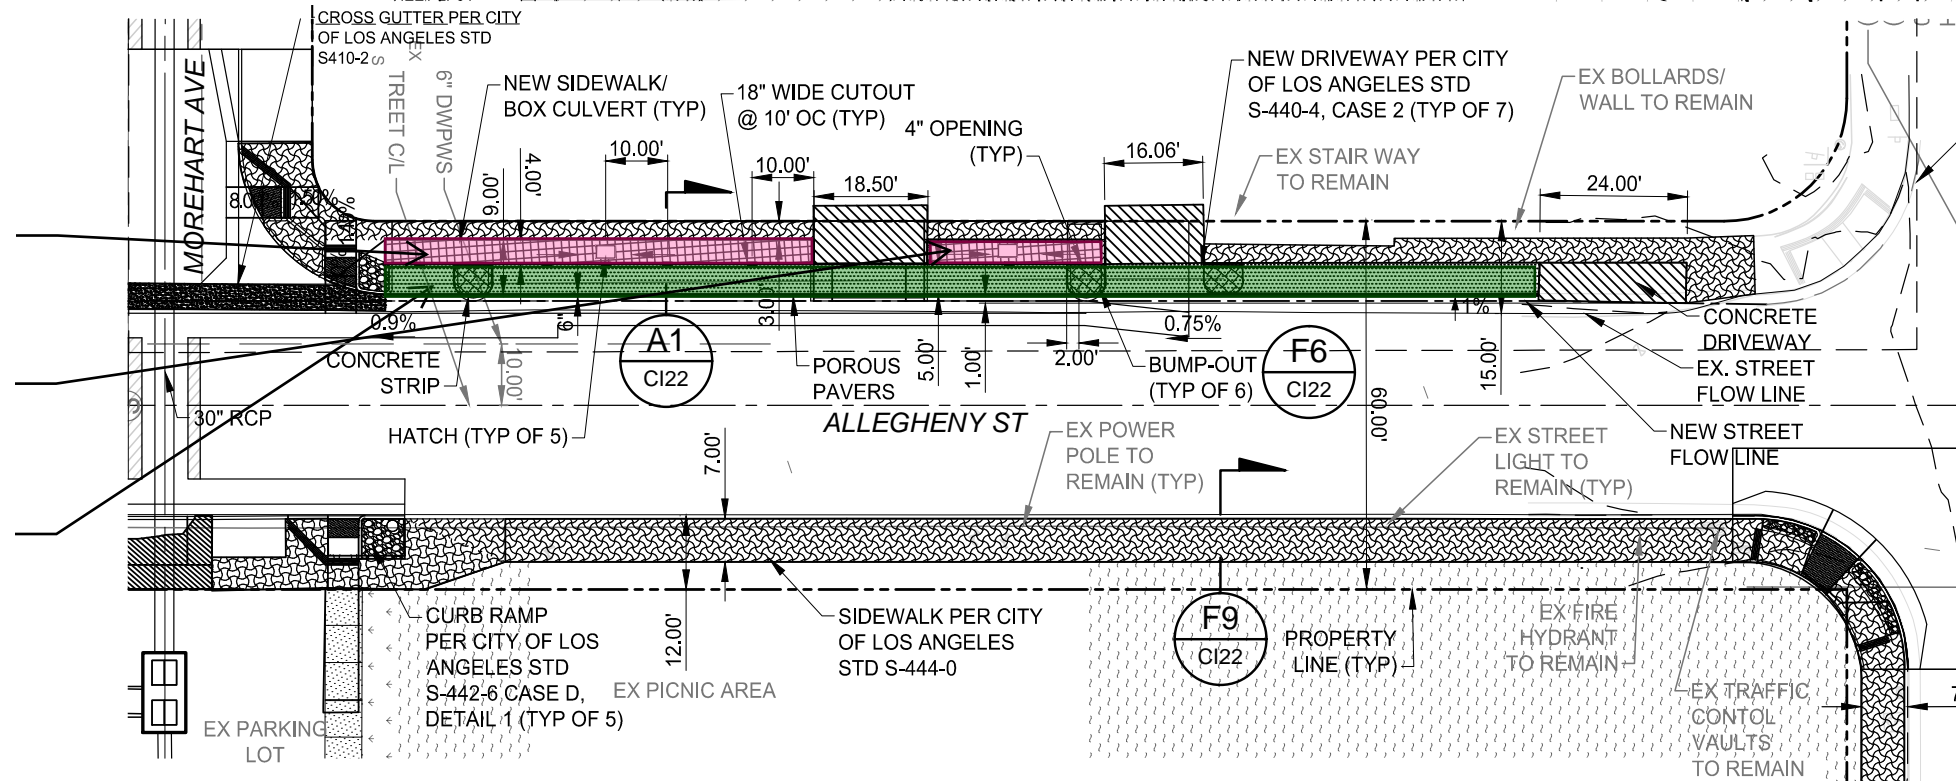 CROSS GUTTER PER CITY
OF LOS ANGELES STD
S410-2
MOREHART AVE
EX
TREET C/L
S
6" DWPWS
NEW SIDEWALK/
BOX CULVERT (TYP)
18" WIDE CUTOUT
@ 10' OC (TYP)
4" OPENING
(TYP)
NEW DRIVEWAY PER CITY
OF LOS ANGELES STD
S-440-4, CASE 2 (TYP OF 7)
EX BOLLARDS/
WALL TO REMAIN
EX STAIR WAY
TO REMAIN
9.00'
4.00'
10.00'
10.00'
18.50'
16.06'
24.00'
0.9%
CONCRETE
STRIP
10.00'
6"
A1
CI22
3.00'
POROUS
PAVERS
5.00'
1.00'
2.00'
0.75%
BUMP-OUT
(TYP OF 6)
F6
CI22
1%
15.00'
60.00'
CONCRETE
DRIVEWAY
EX. STREET
FLOW LINE
NEW STREET
FLOW LINE
30" RCP
HATCH (TYP OF 5)
ALLEGHENY ST
7.00'
EX POWER
POLE TO
REMAIN (TYP)
EX STREET
LIGHT TO
REMAIN (TYP)
12.00'
CURB RAMP
PER CITY OF LOS
ANGELES STD
S-442-6 CASE D,
DETAIL 1 (TYP OF 5)
EX PICNIC AREA
SIDEWALK PER CITY
OF LOS ANGELES
STD S-444-0
F9
CI22
PROPERTY
LINE (TYP)
EX FIRE
HYDRANT
TO REMAIN
EX TRAFFIC
CONTOL
VAULTS
TO REMAIN
EX PARKING
LOT